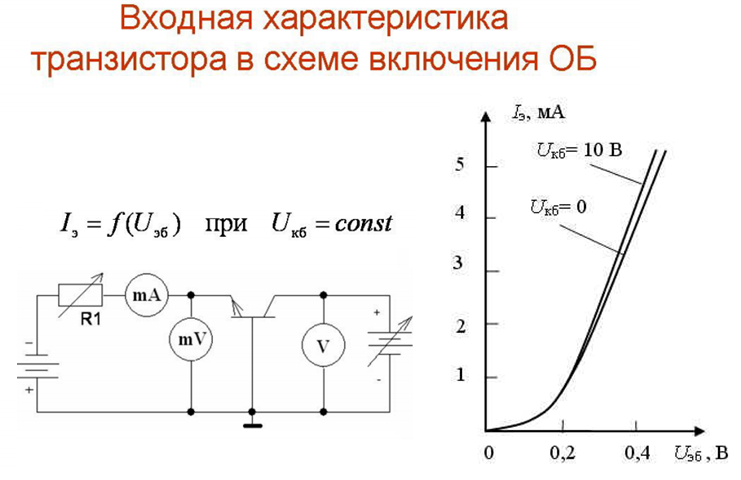 Входная характеристика
транзистора в схеме включения ОБ
Iэ = f(Uэб) при Uкб = const
R1
mA
mV
V
-
+
+
-
Iэ, мА
Uкб= 10 В
Uкб= 0
5
4
3
2
1
0 0,2 0,4 Uэб , В